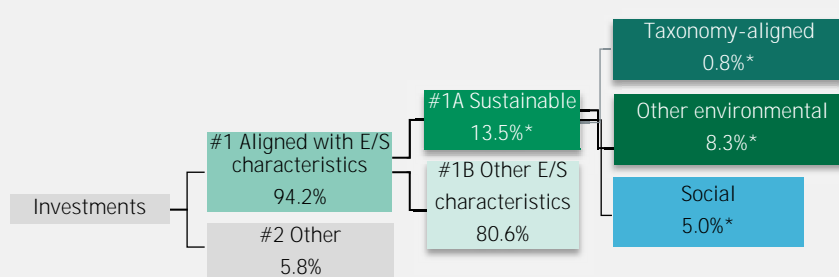 Taxonomy-aligned
0.8%*
#1A Sustainable
13.5%*
Other environmental
8.3%*
#1 Aligned with E/S
characteristics
94.2%
#1B Other E/S
characteristics
80.6%
Social
5.0%*
Investments
#2 Other
5.8%